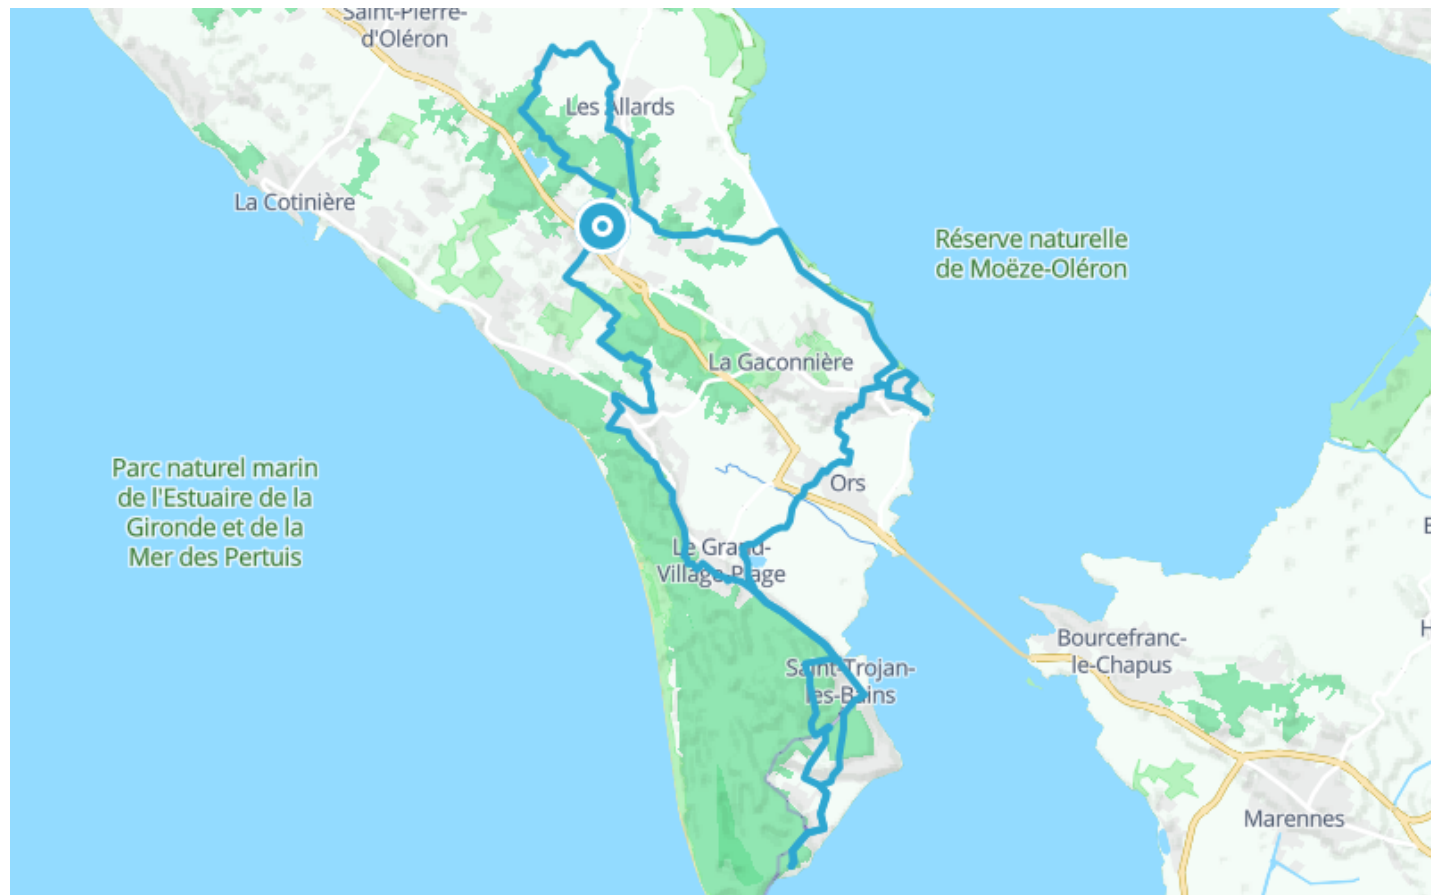 Saint-Pierre-
d'Oléron
Les Allards
La Cotinière
Réserve naturelle
de Moëze-Oléron
La Gaconnière
Parc naturel marin
de l'Estuaire de la
Gironde et de la
Mer des Pertuis
Ors
Le Grand-
Village-Plage
Bourcefranc-
le-Chapus
Saint-Trojan-
les-Bains
Marennes